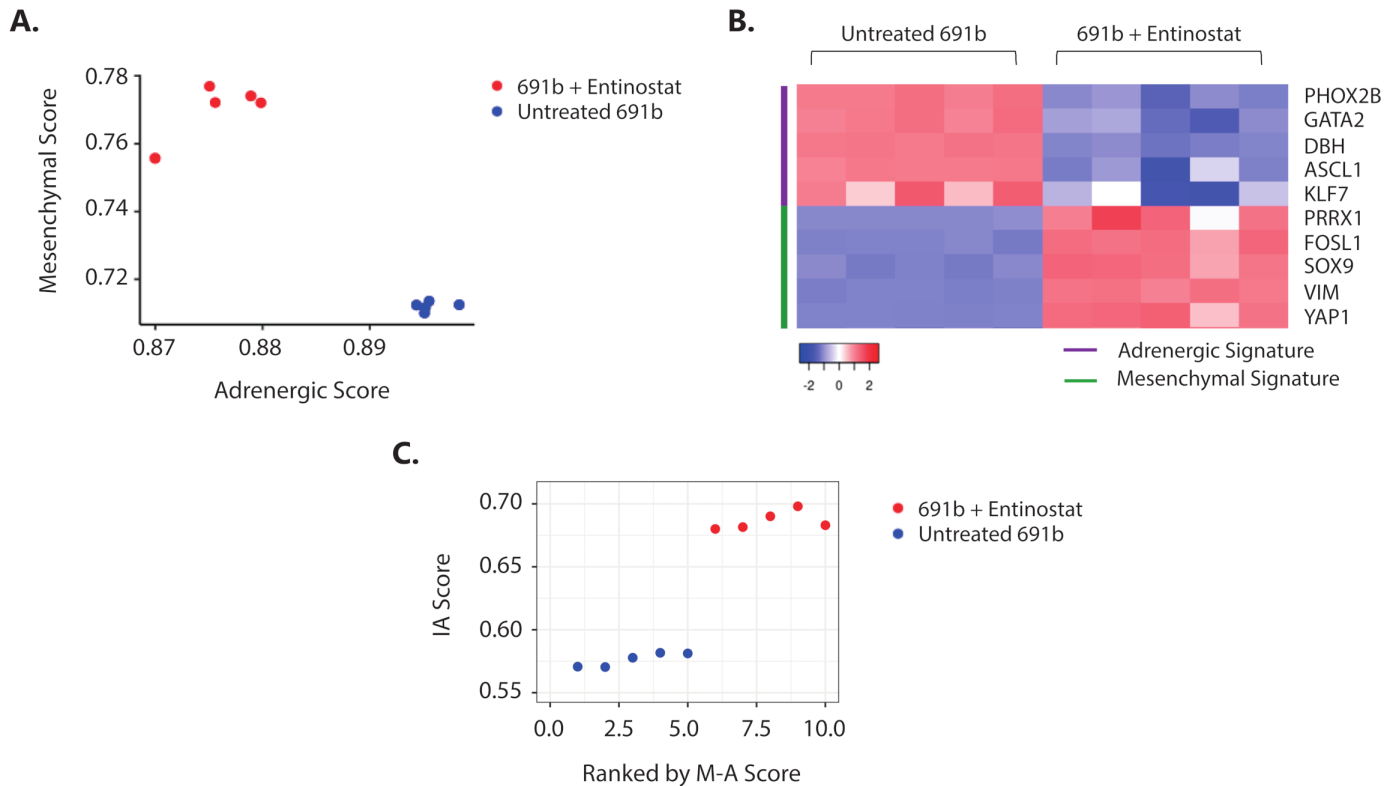 A.
Mesenchymal Score
0.78
0.76
0.74
0.72
0.87
0.88
0.89
Adrenergic Score
691b + Entinostat
Untreated 691b
B.
Untreated 691b
691b + Entinostat
PHOX2B
GATA2
DBH
ASCL1
KLF7
PRRX1
FOSL1
SOX9
VIM
YAP1
-2
0
2
Adrenergic Signature
Mesenchymal Signature
C.
IA Score
0.70
0.65
0.60
0.55
0.0
2.5
5.0
7.5
10.0
Ranked by M-A Score
691b + Entinostat
Untreated 691b